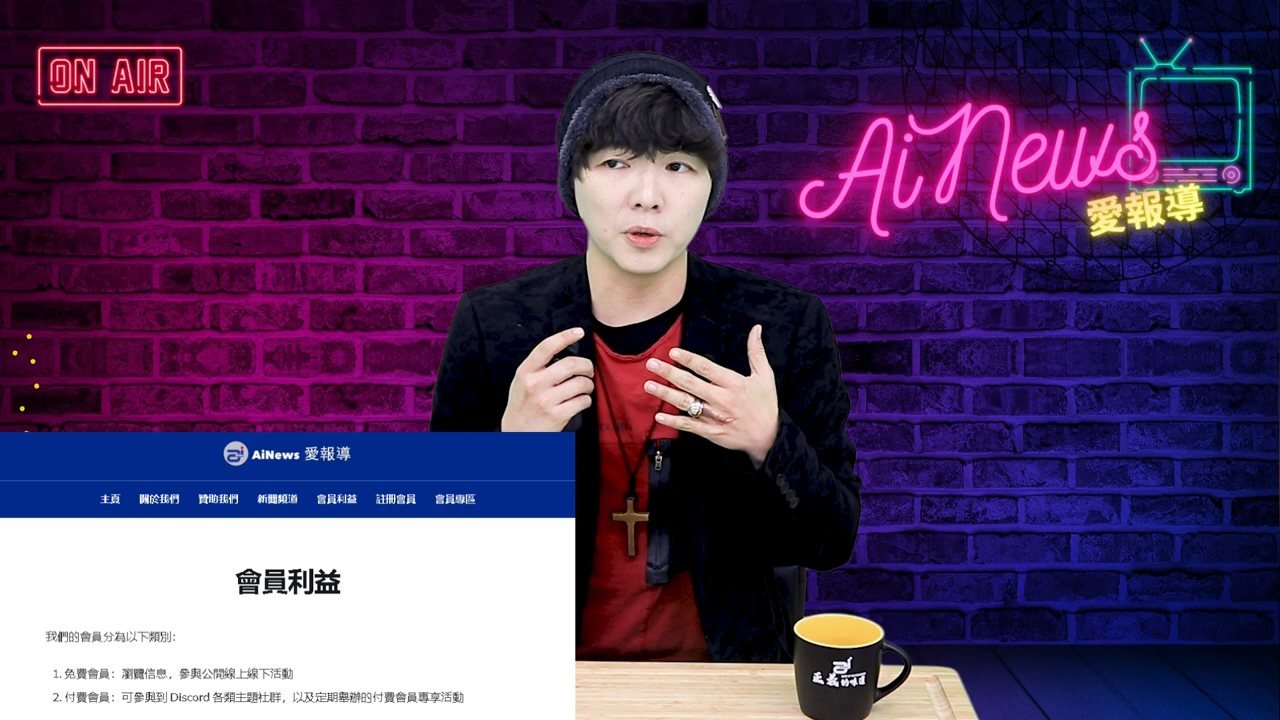 ON AIR
AiNews
愛報導
AiNews 愛報導
主頁 關於我們 贊助我們 新聞頻道 會員利益 註冊會員 會員專區
會員利益
我們的會員分為以下類別：
1. 免費會員：瀏覽信息，參與公開線上線下活動
2. 付費會員：可參與到 Discord 各類主題社群，以及定期舉辦的付費會員專享活動
正義的味道